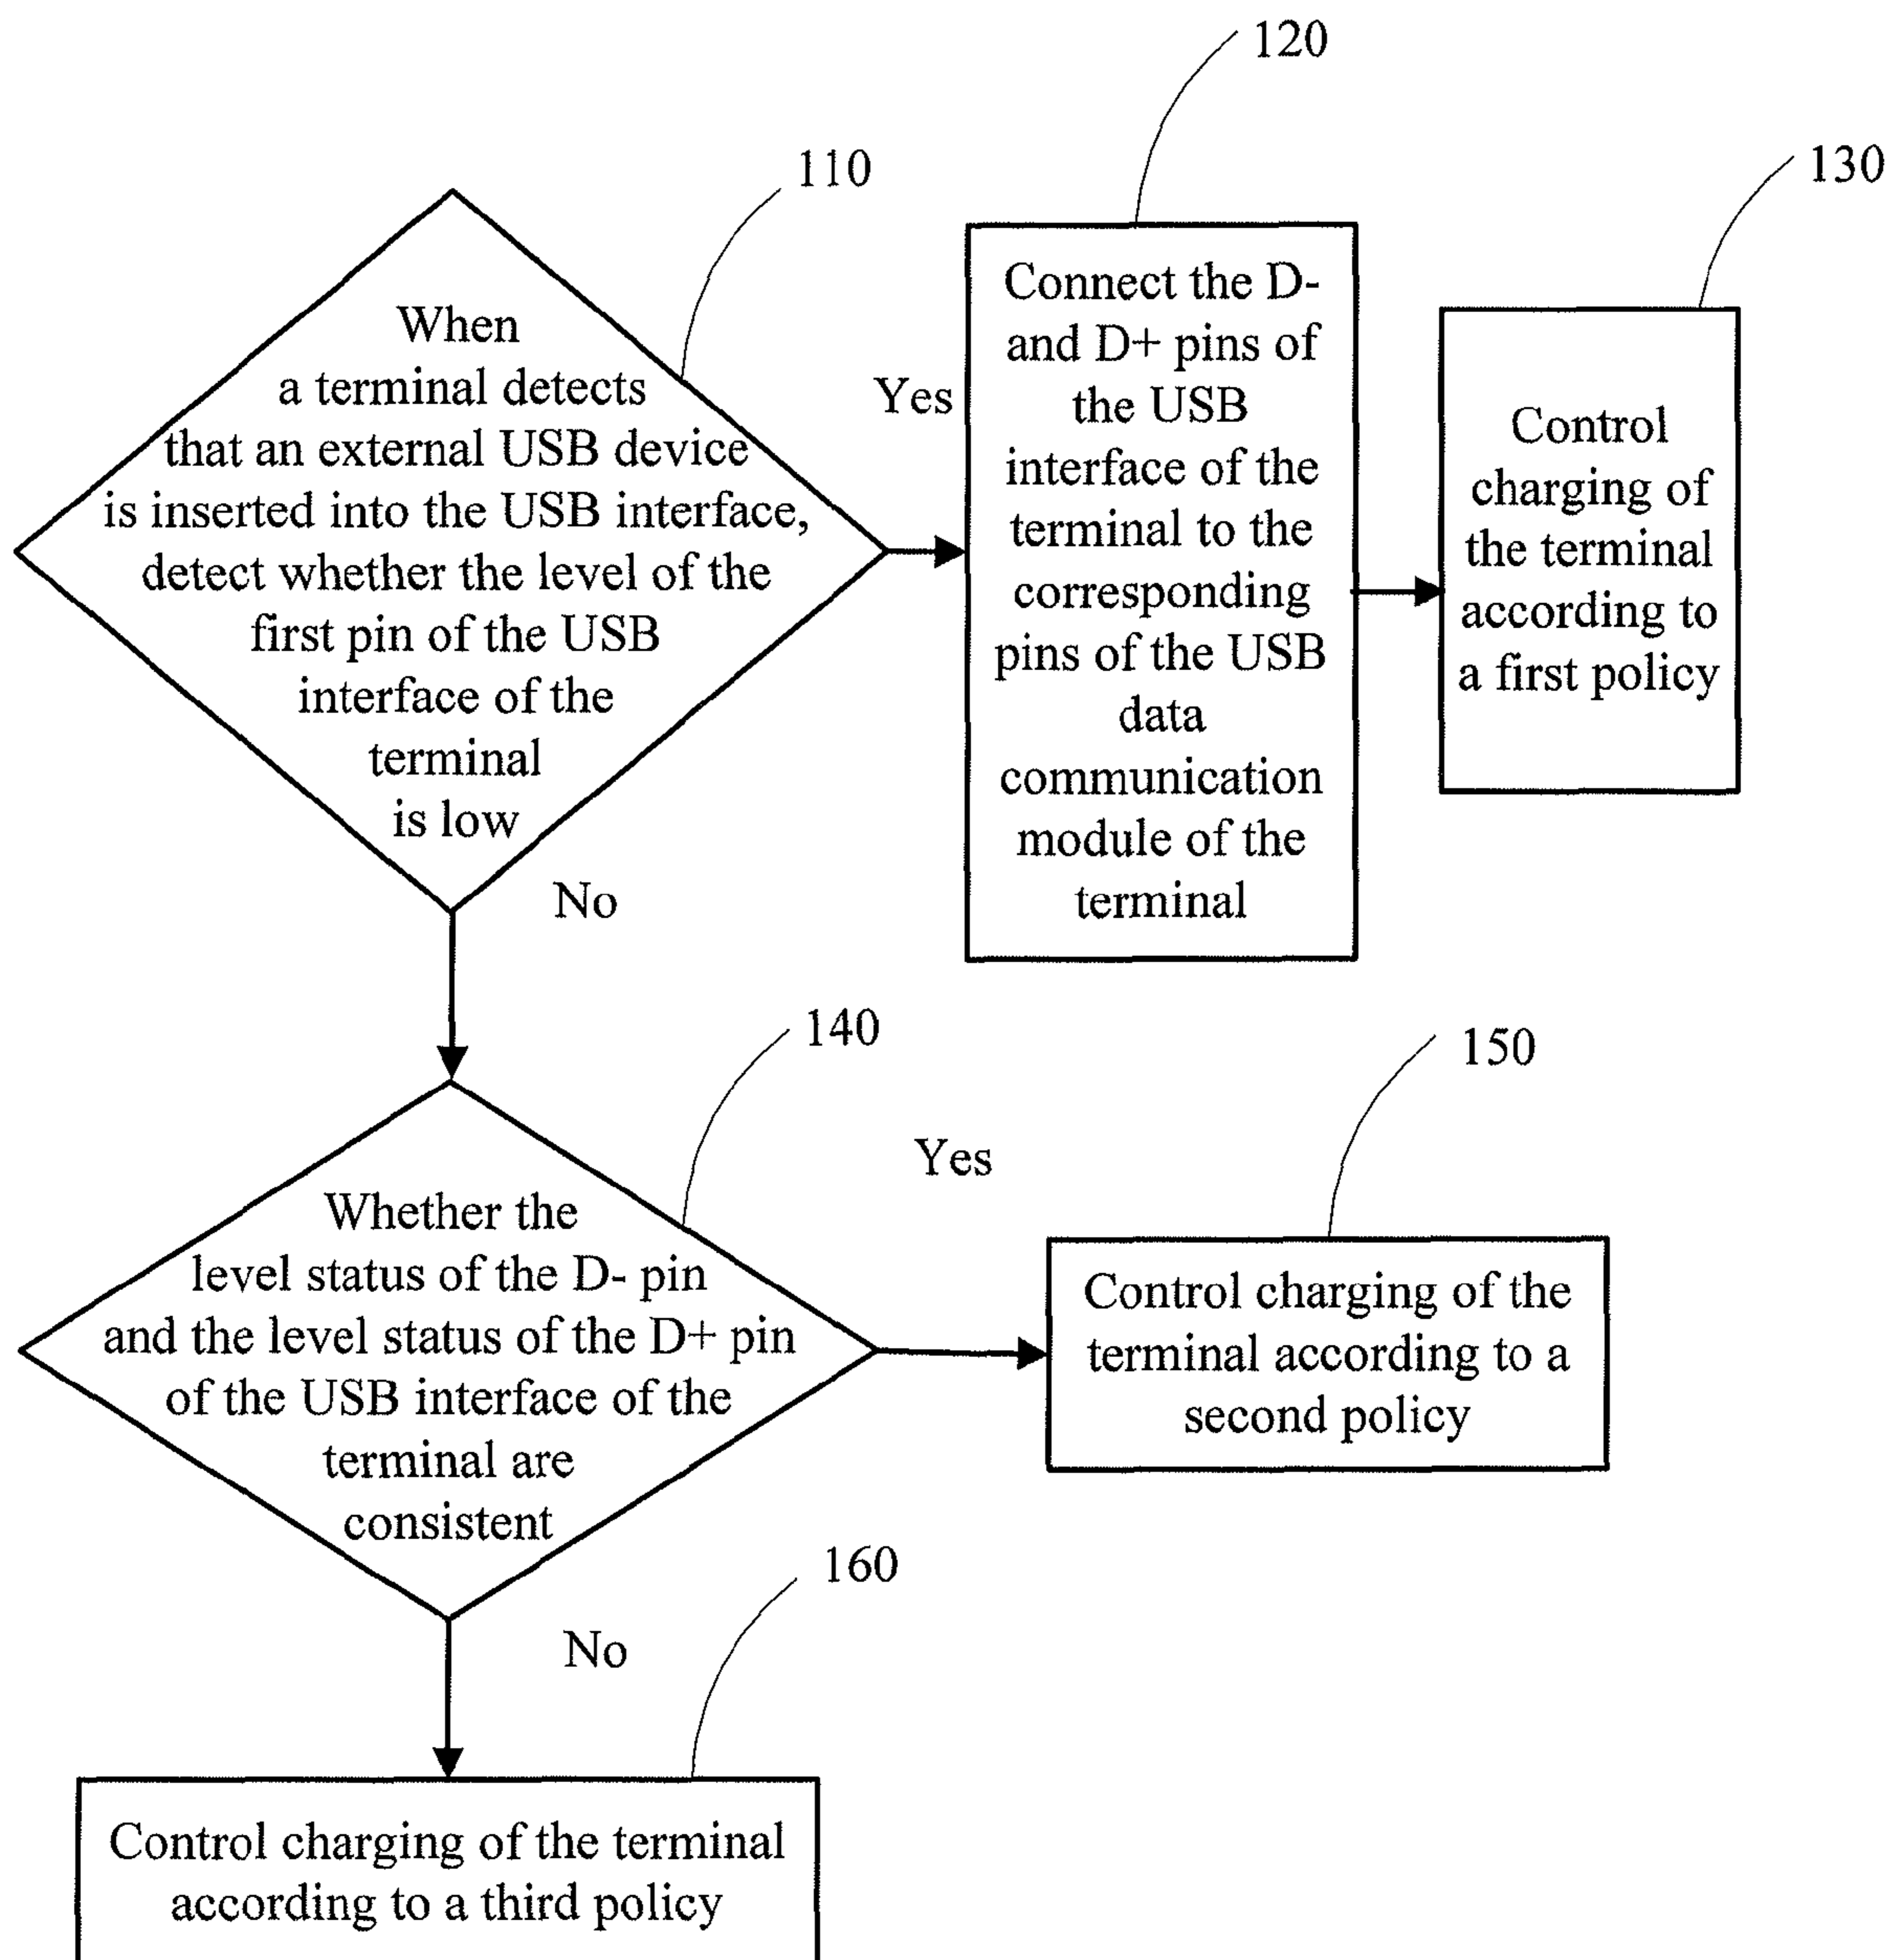 110
When
a terminal detects
that an external USB device
is inserted into the USB interface,
detect whether the level of the
first pin of the USB
interface of the
terminal
is low
Yes
120
Connect the D-
and D+ pins of
the USB
interface of the
terminal to the
corresponding
pins of the USB
data
communication
module of the
terminal
130
Control
charging of
the terminal
according to
a first policy
No
140
Whether the
level status of the D- pin
and the level status of the D+ pin
of the USB interface of the
terminal are
consistent
Yes
150
Control charging of the
terminal according to a
second policy
No
160
Control charging of the terminal
according to a third policy